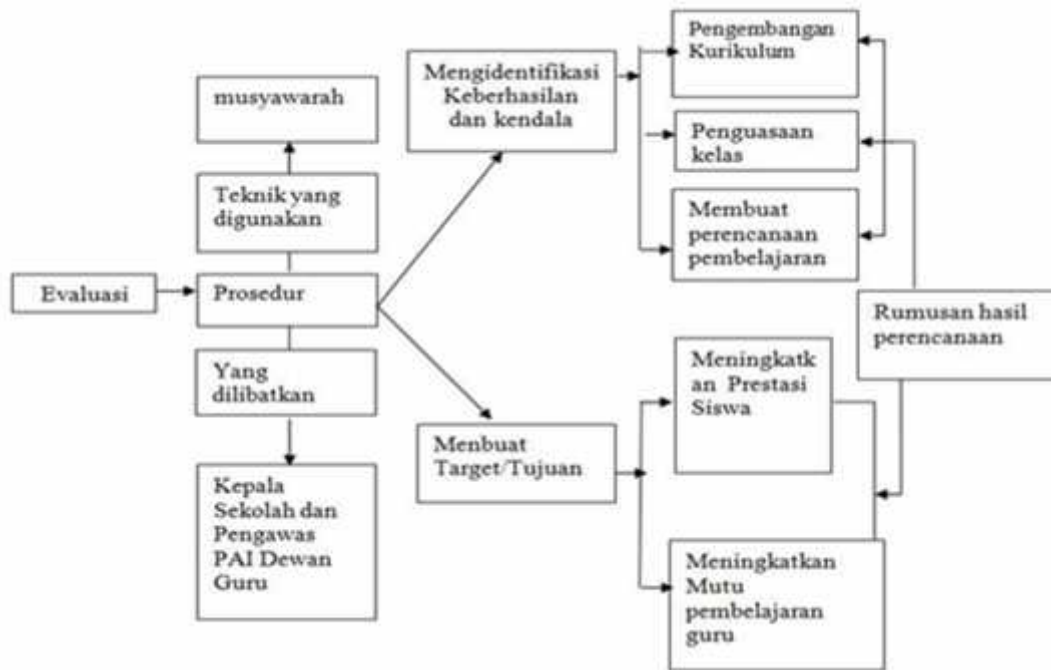 Evaluasi
musyawarah
Teknik yang
digunakan
Prosedur
Yang
dilibatkan
Kepala
Sekolah dan
Pengawas
PAI Dewan
Guru
Mengidentifikasi
Keberhasilan
dan kendala
Menbuat
Target/Tujuan
Pengembangan
Kurikulum
Penguasaan
kelas
Membuat
perencanaan
pembelajaran
Meningkatk
an Prestasi
Siswa
Meningkatkan
Mutu
pembelajaran
guru
Rumusan hasil
perencanaan